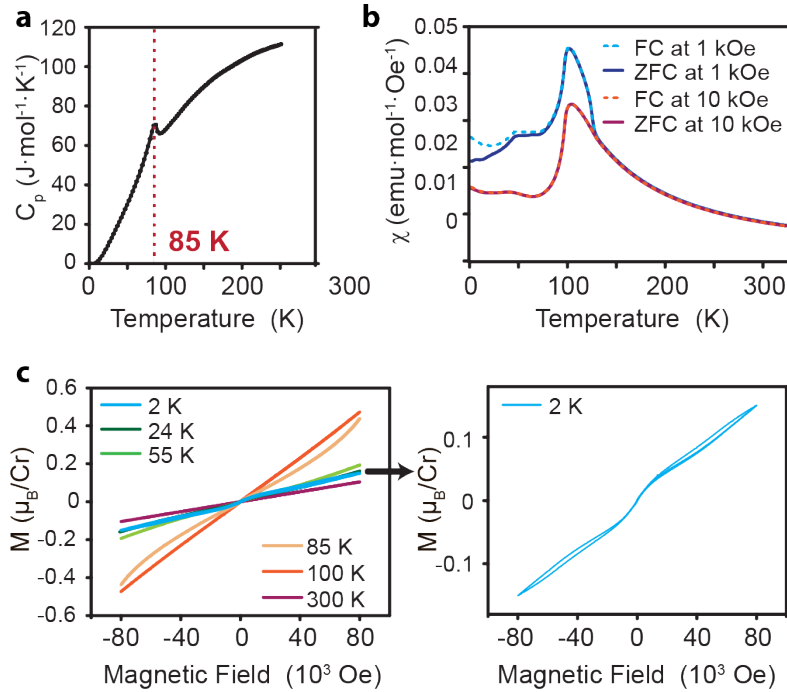 a
120
100
80
60
40
20
0
Cp (J·mol⁻¹·K⁻¹)
85 K
0
100
200
300
Temperature (K)
b
0.05
0.04
0.03
0.02
0.01
0
χ (emu·mol⁻¹·Oe⁻¹)
FC at 1 kOe
ZFC at 1 kOe
FC at 10 kOe
ZFC at 10 kOe
0
100
200
300
Temperature (K)
c
0.6
0.4
0.2
0
-0.2
-0.4
-0.6
M (μB/Cr)
2 K
24 K
55 K
85 K
100 K
300 K
-80
-40
0
40
80
Magnetic Field (10³ Oe)
2 K
0.1
0
-0.1
M (μB/Cr)
-80
-40
0
40
80
Magnetic Field (10³ Oe)